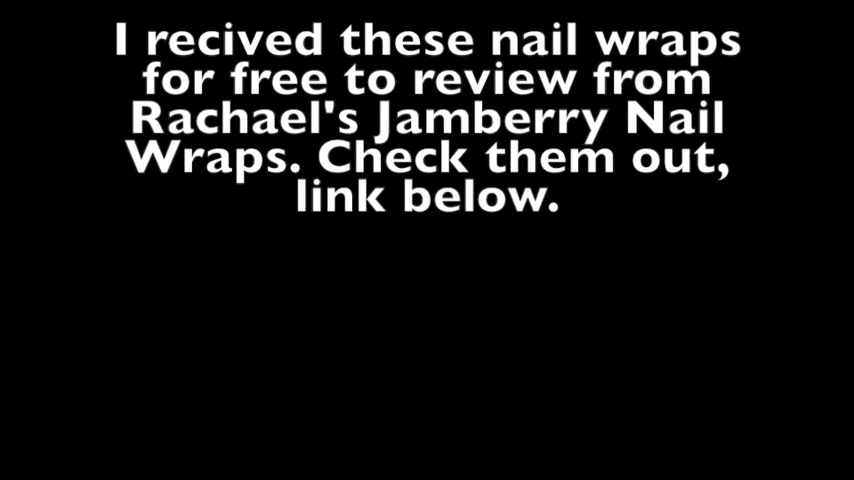 I recived these nail wraps
for free to review from
Rachael's Jamberry Nail
Wraps. Check them out,
link below.